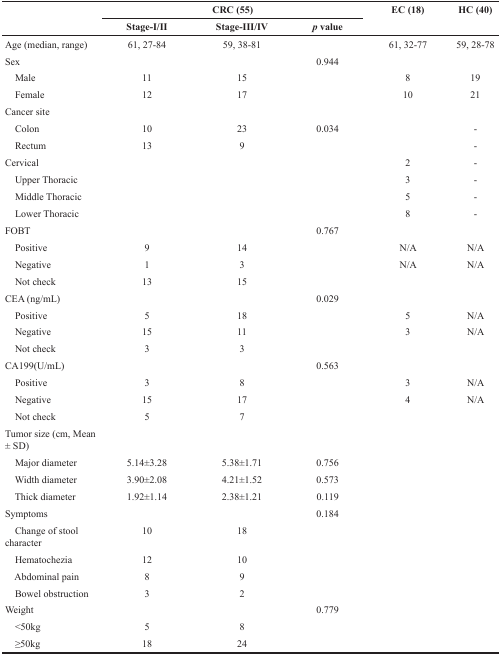 CRC (55) EC (18) HC (40)
Stage-I/II Stage-III/IV p value
Age (median, range) 61, 27-84 59, 38-81 61, 32-77 59, 28-78
Sex 0.944
Male 11 15 8 19
Female 12 17 10 21
Cancer site
Colon 10 23 0.034 -
Rectum 13 9 -
Cervical 2 -
Upper Thoracic 3 -
Middle Thoracic 5 -
Lower Thoracic 8 -
FOBT 0.767
Positive 9 14 N/A N/A
Negative 1 3 N/A N/A
Not check 13 15
CEA (ng/mL) 0.029
Positive 5 18 5 N/A
Negative 15 11 3 N/A
Not check 3 3
CA199(U/mL) 0.563
Positive 3 8 3 N/A
Negative 15 17 4 N/A
Not check 5 7
Tumor size (cm, Mean
± SD)
Major diameter 5.14±3.28 5.38±1.71 0.756
Width diameter 3.90±2.08 4.21±1.52 0.573
Thick diameter 1.92±1.14 2.38±1.21 0.119
Symptoms 0.184
Change of stool 10 18
character
Hematochezia 12 10
Abdominal pain 8 9
Bowel obstruction 3 2
Weight 0.779
<50kg 5 8
≥50kg 18 24